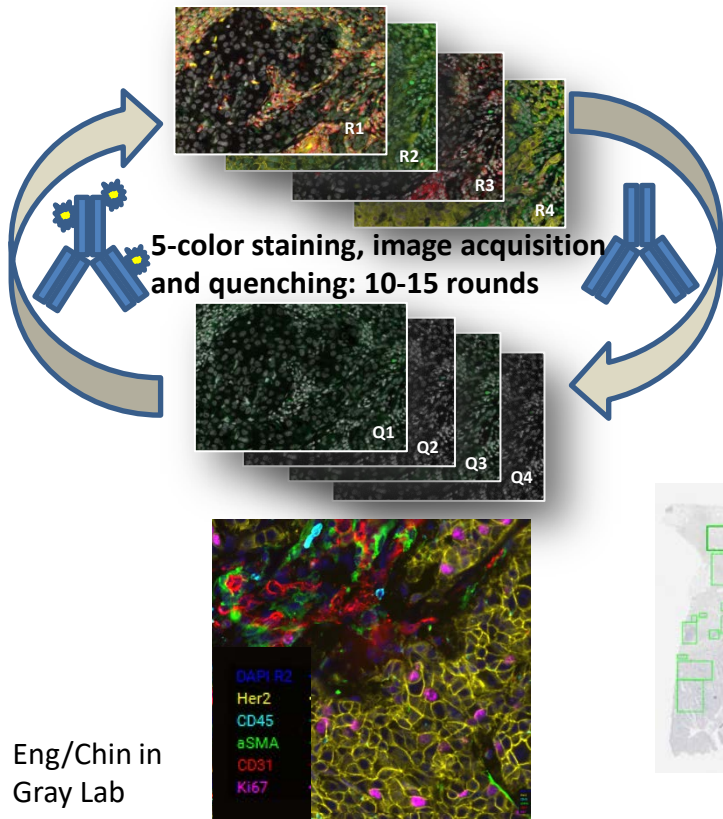 R1
R2
R3
R4
5-color staining, image acquisition
and quenching: 10-15 rounds
Q1
Q2
Q3
Q4
DAPI R2
Her2
CD45
aSMA
CD31
Ki67
Eng/Chin in
Gray Lab